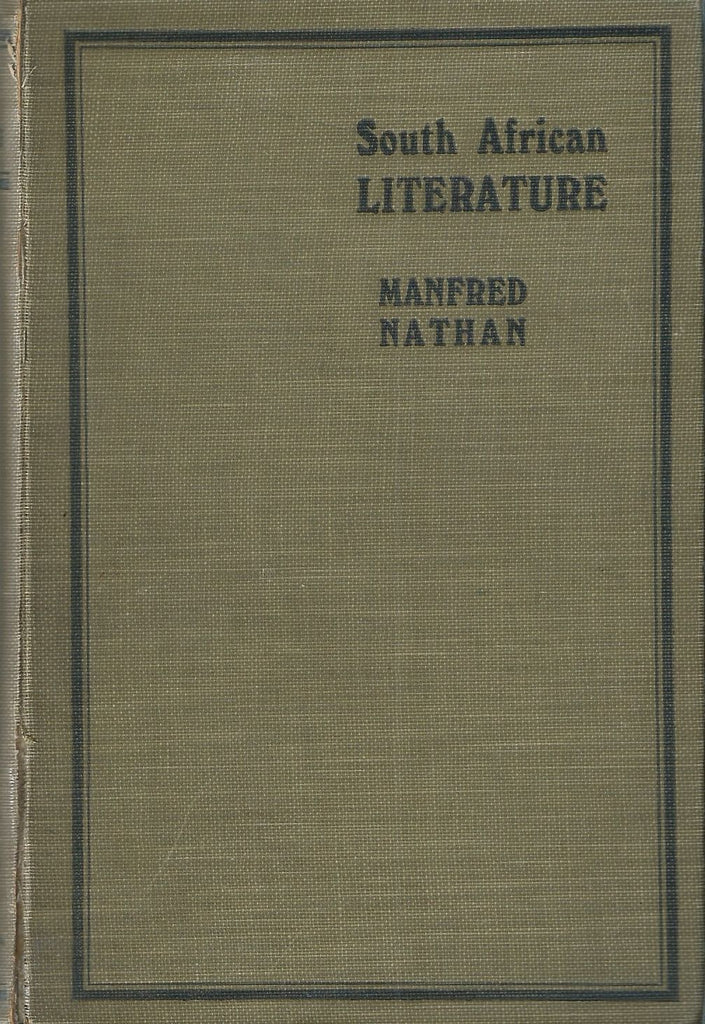 South African
LITERATURE
MANFRED
NATHAN